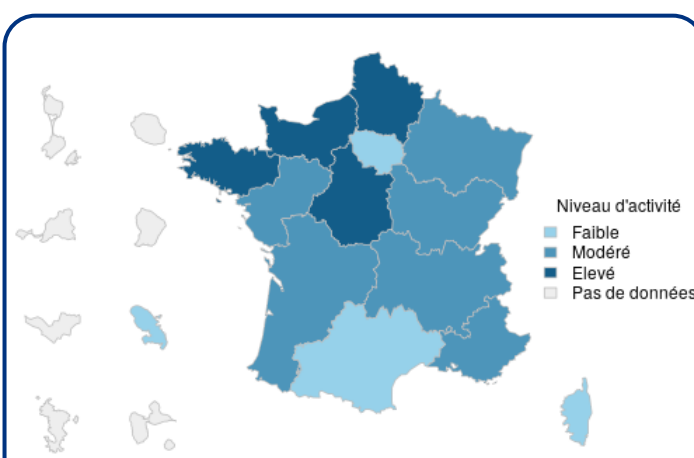 Niveau d'activité
Faible
Modéré
Elevé
Pas de données